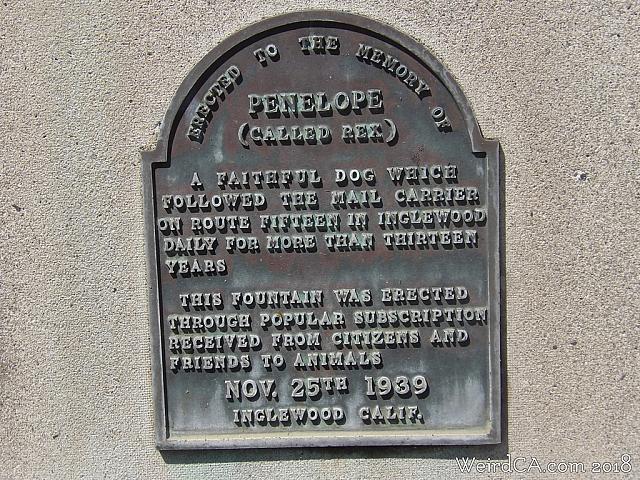 ERECTED TO THE MEMORY OF
PENELOPE
(CALLED REX)
A FAITHFUL DOG WHICH
FOLLOWED THE MAIL CARRIER
ON ROUTE FIFTEEN IN INGLEWOOD
DAILY FOR MORE THAN THIRTEEN
YEARS
THIS FOUNTAIN WAS ERECTED
THROUGH POPULAR SUBSCRIPTION
RECEIVED FROM CITIZENS AND
FRIENDS TO ANIMALS
NOV. 25TH 1939
INGLEWOOD CALIF.
WeirdCA.com 2018